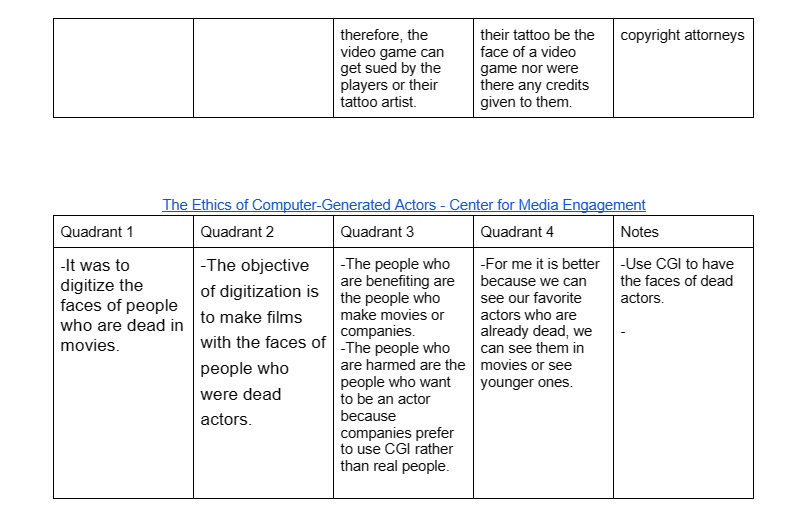 therefore, the
video game can
get sued by the
players or their
tattoo artist.
their tattoo be the
face of a video
game nor were
there any credits
given to them.
copyright attorneys
The Ethics of Computer-Generated Actors - Center for Media Engagement
Quadrant 1
Quadrant 2
Quadrant 3
Quadrant 4
Notes
-It was to
digitize the
faces of people
who are dead in
movies.
-The objective
of digitization is
to make films
with the faces of
people who
were dead
actors.
-The people who
are benefiting are
the people who
make movies or
companies.
-The people who
are harmed are the
people who want
to be an actor
because
companies prefer
to use CGI rather
than real people.
-For me it is better
because we can
see our favorite
actors who are
already dead, we
can see them in
movies or see
younger ones.
-Use CGI to have
the faces of dead
actors.
-